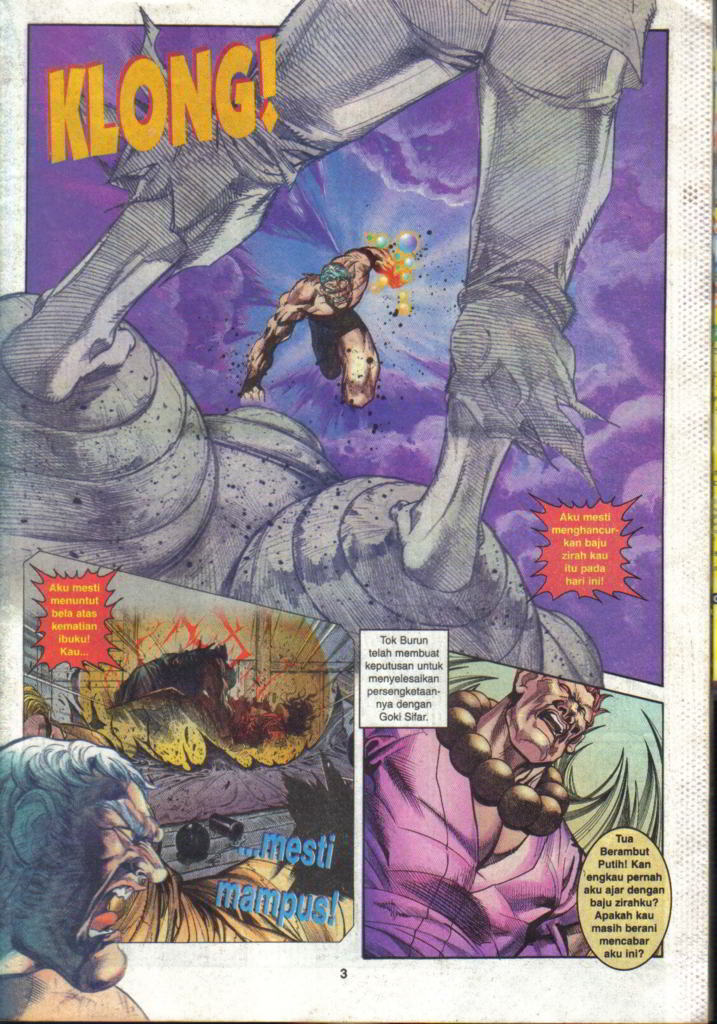 KLONG!
Aku mesti
menghancur-
kan baju
zirah kau
itu pada
hari ini!
Aku mesti
menuntut
bela atas
kematian
ibuku!
Kau...
...mesti
mampus!
Tok Burun
telah membuat
keputusan untuk
menyelesaikan
persengketaan-
nya dengan
Goki Sifar.
Tua
Berambut
Putih! Kan
engkau pernah
aku ajar dengan
baju zirahku?
Apakah kau
masih berani
mencabar
aku ini?
3